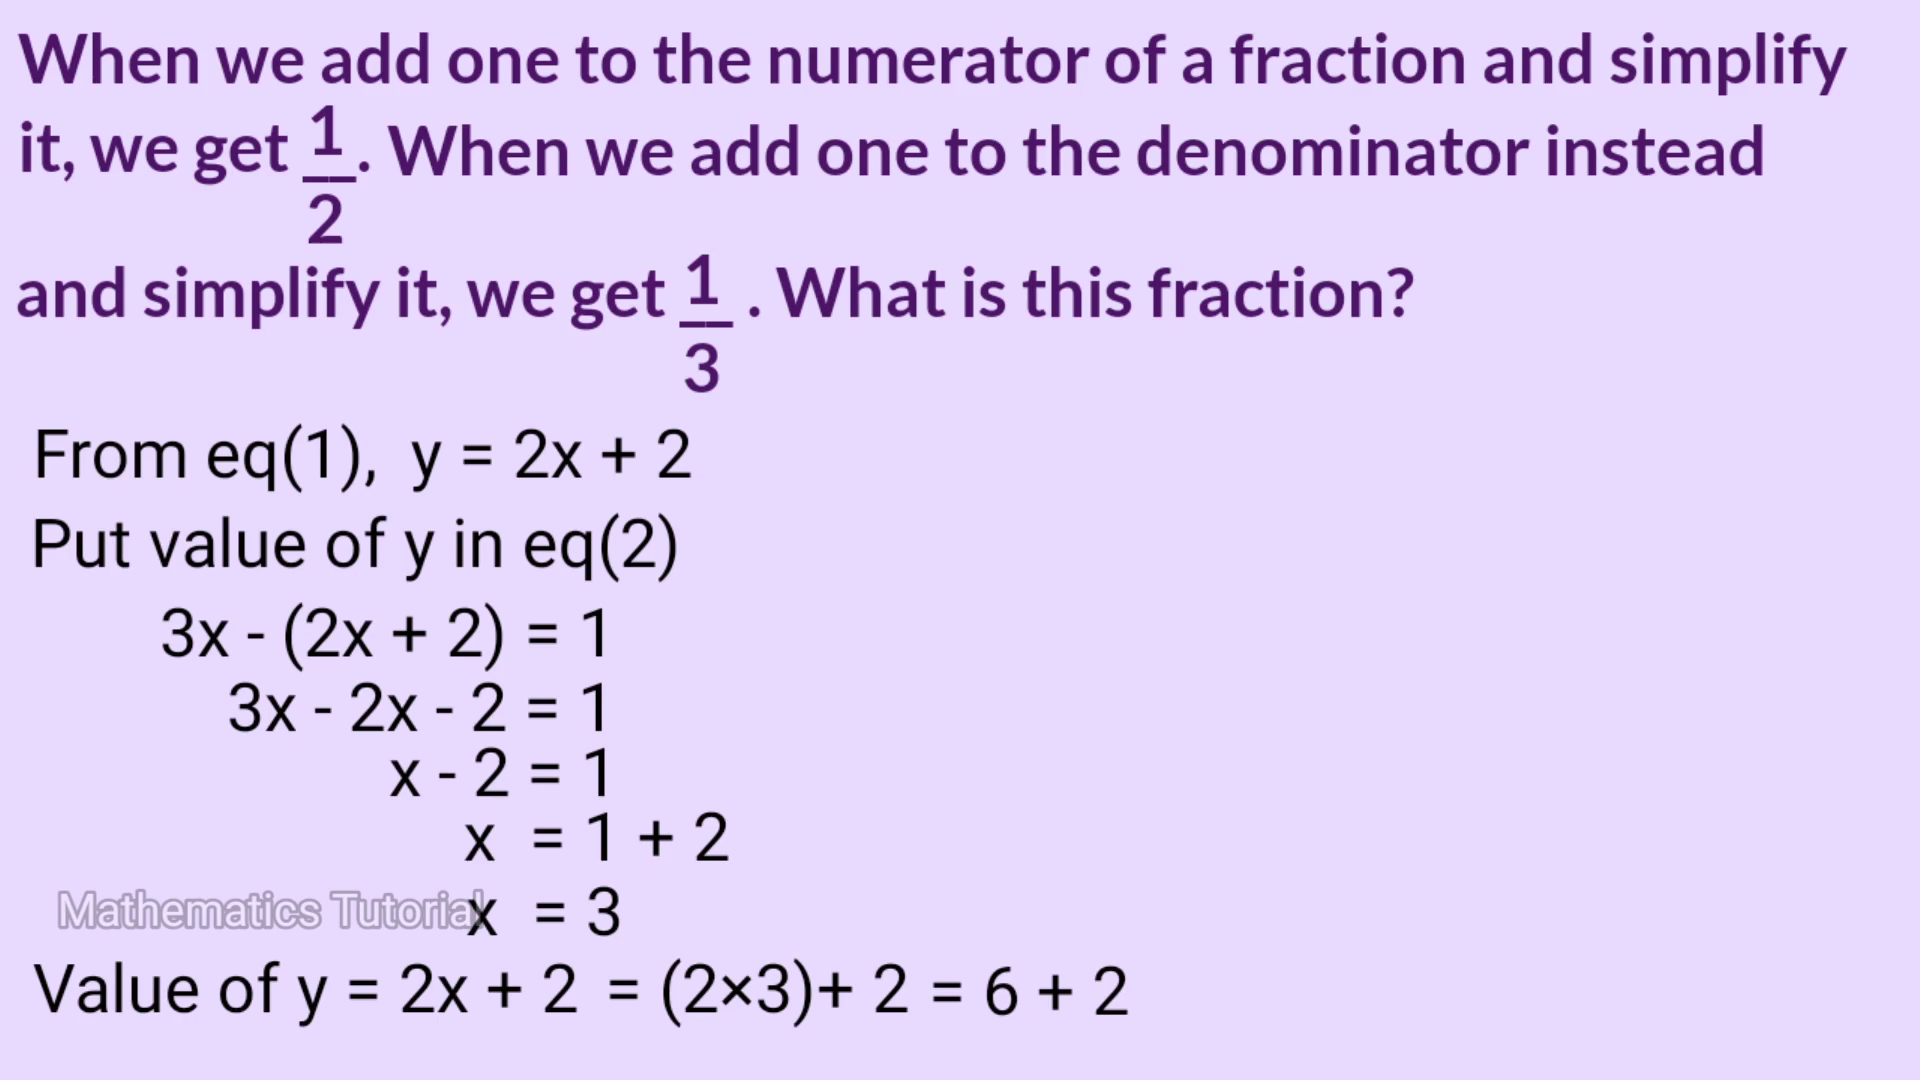 When we add one to the numerator of a fraction and simplify
it, we get 1/2. When we add one to the denominator instead
and simplify it, we get 1/3 . What is this fraction?
From eq(1), y = 2x + 2
Put value of y in eq(2)
3x - (2x + 2) = 1
3x - 2x - 2 = 1
x - 2 = 1
x = 1 + 2
Mathematics Tutorial
x = 3
Value of y = 2x + 2 = (2×3)+ 2 = 6 + 2